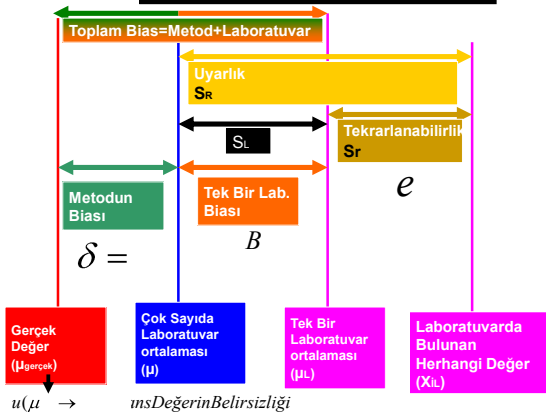 Toplam Bias=Metod+Laboratuvar
Uyarlık
SR
SL
Tekrarlanabilirlik
Sr
Metodun
Biası
Tek Bir Lab.
Biası
e
δ =
B
Gerçek
Değer
(μgerçek)
Çok Sayıda
Laboratuvar
ortalaması
(μ)
Tek Bir
Laboratuvar
ortalaması
(μL)
Laboratuvarda
Bulunan
Herhangi Değer
(XiL)
u(μ → nsDeğerinBelirsizliği